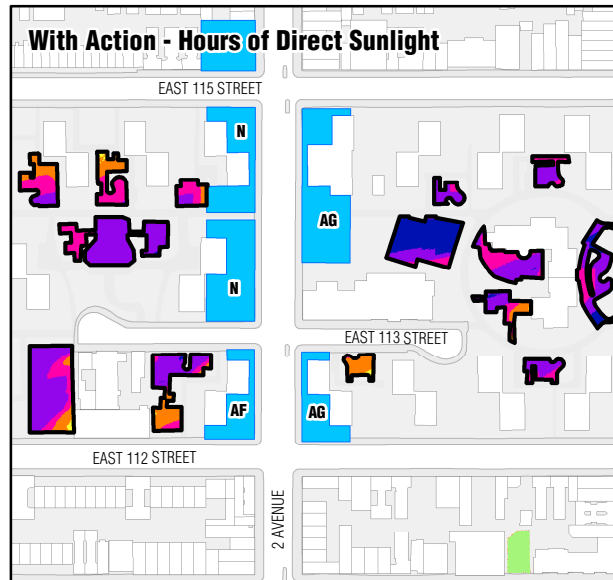 With Action - Hours of Direct Sunlight
EAST 115 STREET
N
AG
N
EAST 113 STREET
AF
AG
EAST 112 STREET
2 AVENUE